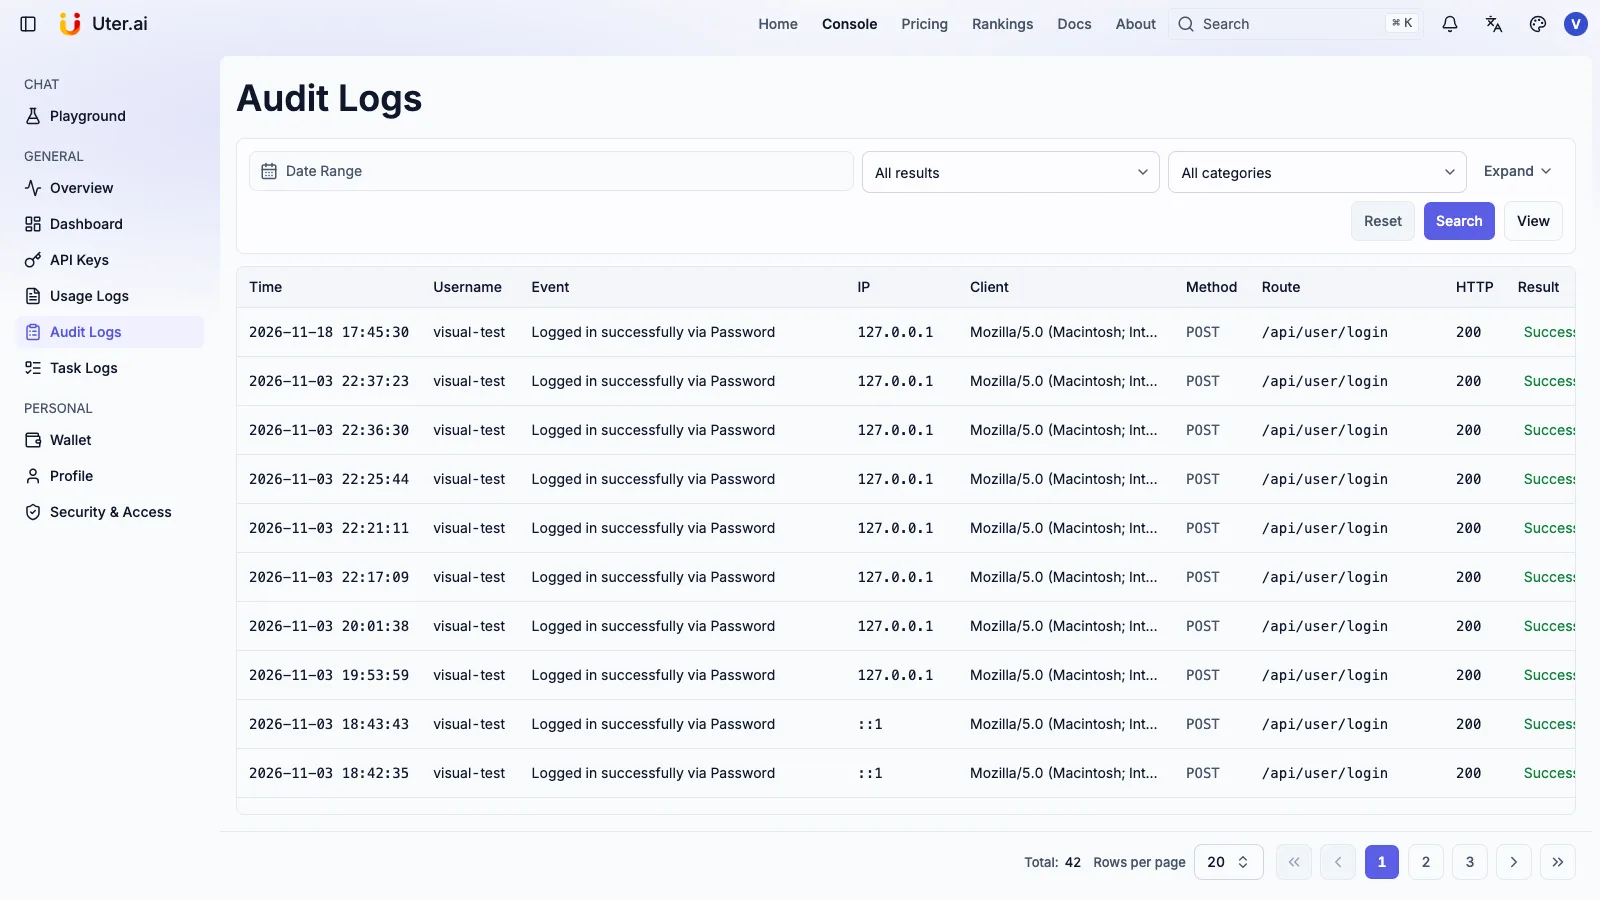 Uter.ai
Home Console Pricing Rankings Docs About Search ⌘ K V
CHAT
Playground
GENERAL
Overview
Dashboard
API Keys
Usage Logs
Audit Logs
Task Logs
PERSONAL
Wallet
Profile
Security & Access
Audit Logs
Date Range All results All categories Expand
Reset Search View
Time Username Event IP Client Method Route HTTP Result
2026-11-18 17:45:30 visual-test Logged in successfully via Password 127.0.0.1 Mozilla/5.0 (Macintosh; Int... POST /api/user/login 200 Success
2026-11-03 22:37:23 visual-test Logged in successfully via Password 127.0.0.1 Mozilla/5.0 (Macintosh; Int... POST /api/user/login 200 Success
2026-11-03 22:36:30 visual-test Logged in successfully via Password 127.0.0.1 Mozilla/5.0 (Macintosh; Int... POST /api/user/login 200 Success
2026-11-03 22:25:44 visual-test Logged in successfully via Password 127.0.0.1 Mozilla/5.0 (Macintosh; Int... POST /api/user/login 200 Success
2026-11-03 22:21:11 visual-test Logged in successfully via Password 127.0.0.1 Mozilla/5.0 (Macintosh; Int... POST /api/user/login 200 Success
2026-11-03 22:17:09 visual-test Logged in successfully via Password 127.0.0.1 Mozilla/5.0 (Macintosh; Int... POST /api/user/login 200 Success
2026-11-03 20:01:38 visual-test Logged in successfully via Password 127.0.0.1 Mozilla/5.0 (Macintosh; Int... POST /api/user/login 200 Success
2026-11-03 19:53:59 visual-test Logged in successfully via Password 127.0.0.1 Mozilla/5.0 (Macintosh; Int... POST /api/user/login 200 Success
2026-11-03 18:43:43 visual-test Logged in successfully via Password ::1 Mozilla/5.0 (Macintosh; Int... POST /api/user/login 200 Success
2026-11-03 18:42:35 visual-test Logged in successfully via Password ::1 Mozilla/5.0 (Macintosh; Int... POST /api/user/login 200 Success
Total: 42 Rows per page 20 « ‹ 1 2 3 › »